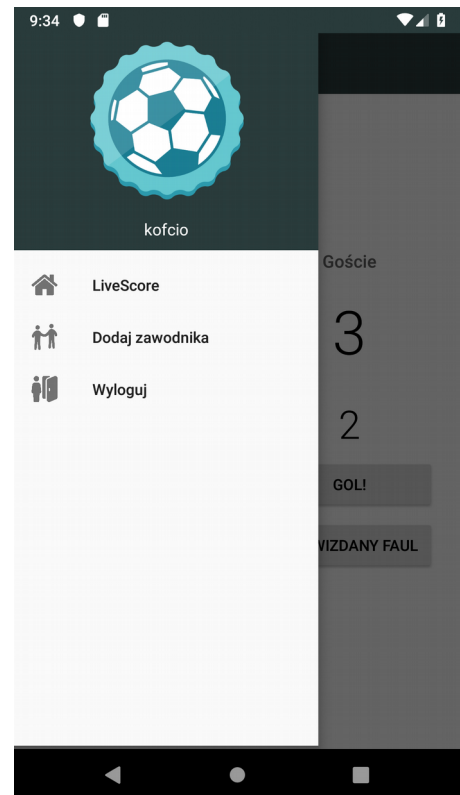 9:34
kofcio
LiveScore
Dodaj zawodnika
Wyloguj
Goście
3
2
GOL!
WIZDANY FAUL